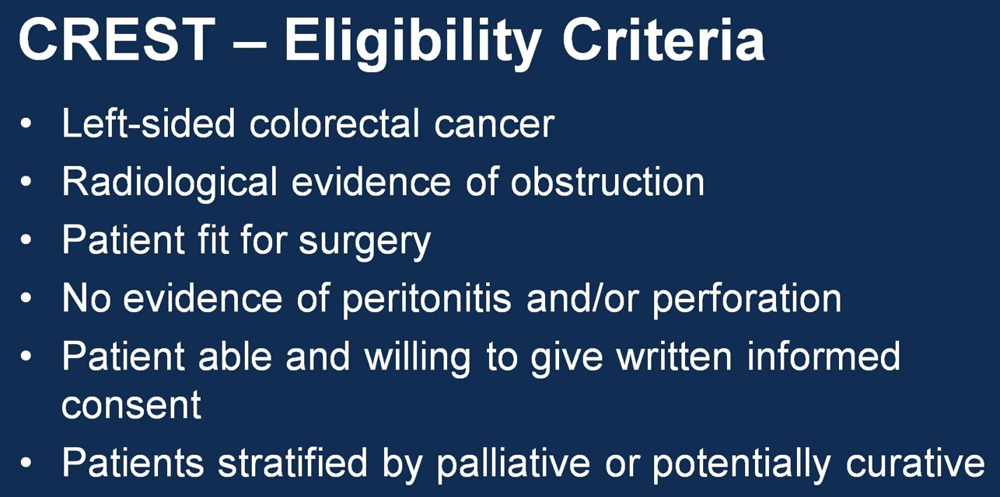 CREST – Eligibility Criteria
• Left-sided colorectal cancer
• Radiological evidence of obstruction
• Patient fit for surgery
• No evidence of peritonitis and/or perforation
• Patient able and willing to give written informed
consent
• Patients stratified by palliative or potentially curative